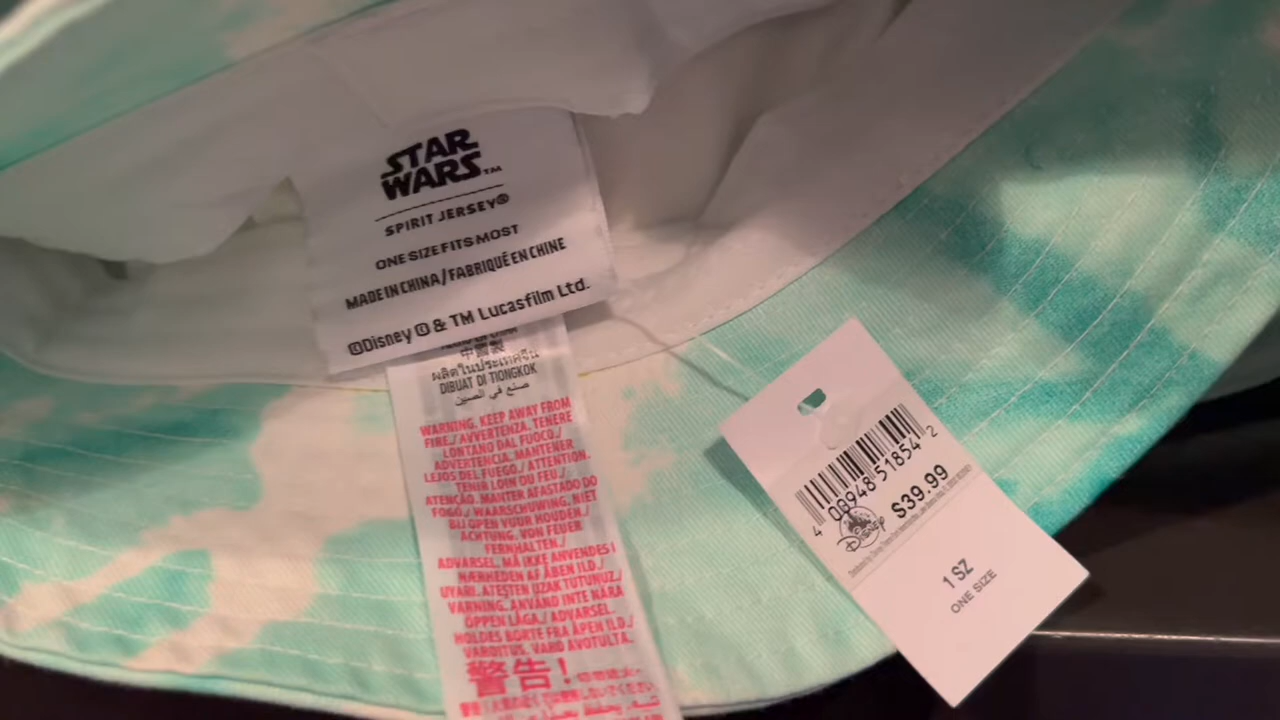 STAR
WARS™
SPIRIT JERSEY®
ONE SIZE FITS MOST
MADE IN CHINA/FABRIQUÉ EN CHINE
©Disney © & TM Lucasfilm Ltd.
中國製
ผลิตในประเทศจีน
DIBUAT DI TIONGKOK
صنع في الصين
WARNING. KEEP AWAY FROM
FIRE./ AVVERTENZA. TENERE
LONTANO DAL FUOCO./
ADVERTENCIA. MANTENER
LEJOS DEL FUEGO./ ATTENTION.
TENIR LOIN DU FEU./
ATENÇÃO. MANTER AFASTADO DO
FOGO./ WAARSCHUWING. NIET
BIJ OPEN VUUR HOUDEN./
ACHTUNG. VON FEUER
FERNHALTEN./
ADVARSEL. MÅ IKKE ANVENDES I
NÆRHEDEN AF ÅBEN ILD./
UYARI. ATEŞTEN UZAK TUTUNUZ./
VARNING. ANVÄND INTE NÄRA
ÖPPEN LÅGA./ ADVARSEL.
HOLDES BORTE FRA ÅPEN ILD./
VAROITUS. VARO AVOTULTA.
警告!
4 00948 51854 2
Disney
$39.99
1 SZ
ONE SIZE